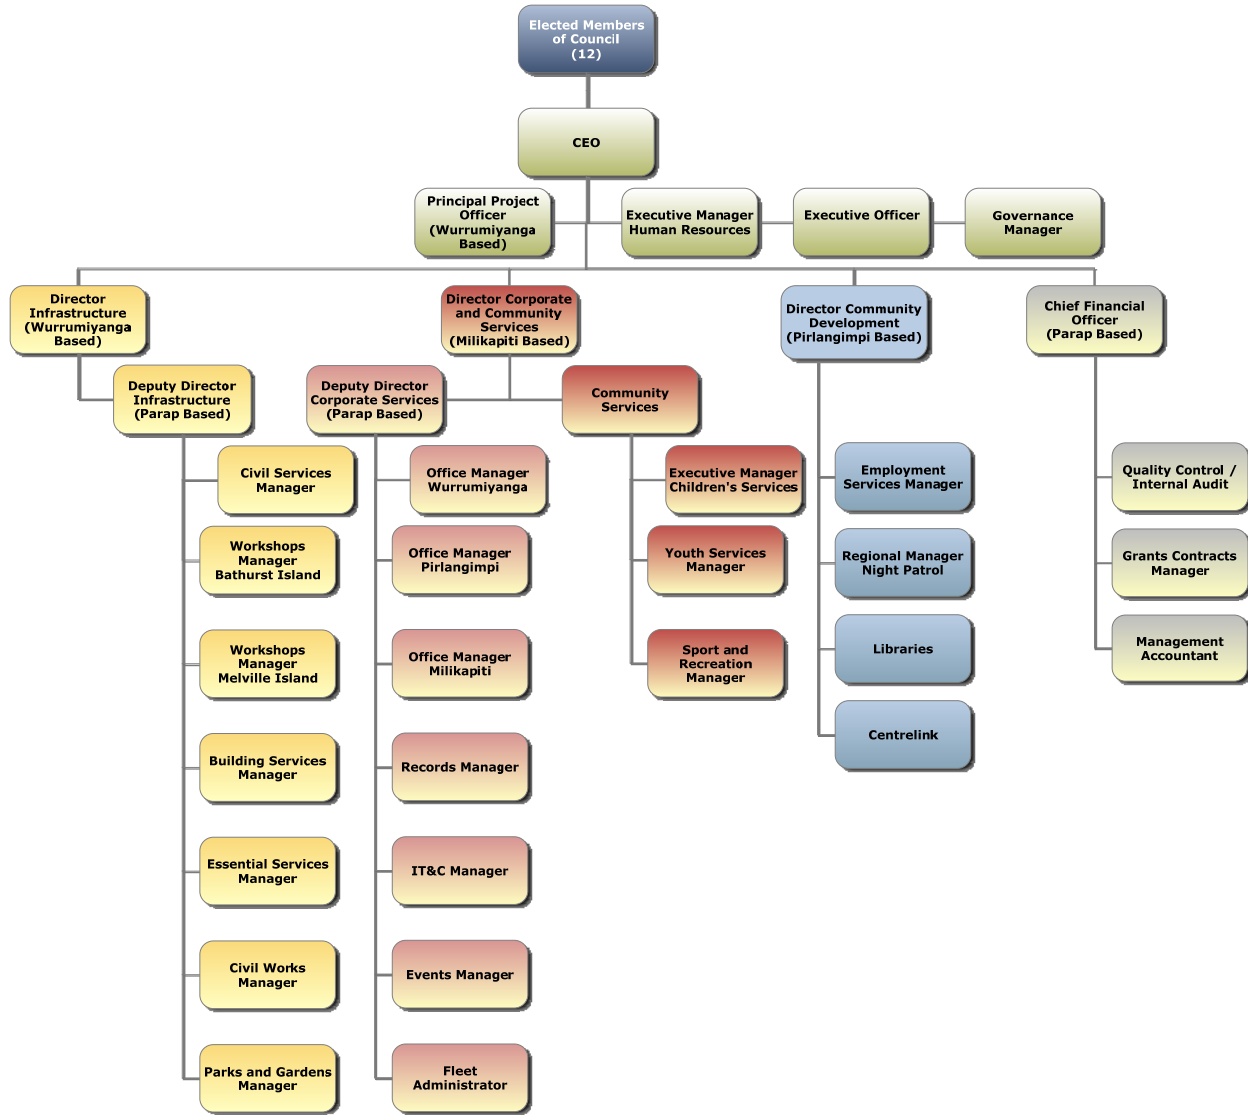 Elected Members
of Council
(12)
CEO
Principal Project
Officer
(Wurrumiyanga
Based)
Executive Manager
Human Resources
Executive Officer
Governance
Manager
Director
Infrastructure
(Wurrumiyanga
Based)
Director Corporate
and Community
Services
(Milikapiti Based)
Director Community
Development
(Pirlangimpi Based)
Chief Financial
Officer
(Parap Based)
Deputy Director
Infrastructure
(Parap Based)
Deputy Director
Corporate Services
(Parap Based)
Community
Services
Civil Services
Manager
Workshops
Manager
Bathurst Island
Workshops
Manager
Melville Island
Building Services
Manager
Essential Services
Manager
Civil Works
Manager
Parks and Gardens
Manager
Office Manager
Wurrumiyanga
Office Manager
Pirlangimpi
Office Manager
Milikapiti
Records Manager
IT&C Manager
Events Manager
Fleet
Administrator
Executive Manager
Children's Services
Youth Services
Manager
Sport and
Recreation
Manager
Employment
Services Manager
Regional Manager
Night Patrol
Libraries
Centrelink
Quality Control /
Internal Audit
Grants Contracts
Manager
Management
Accountant